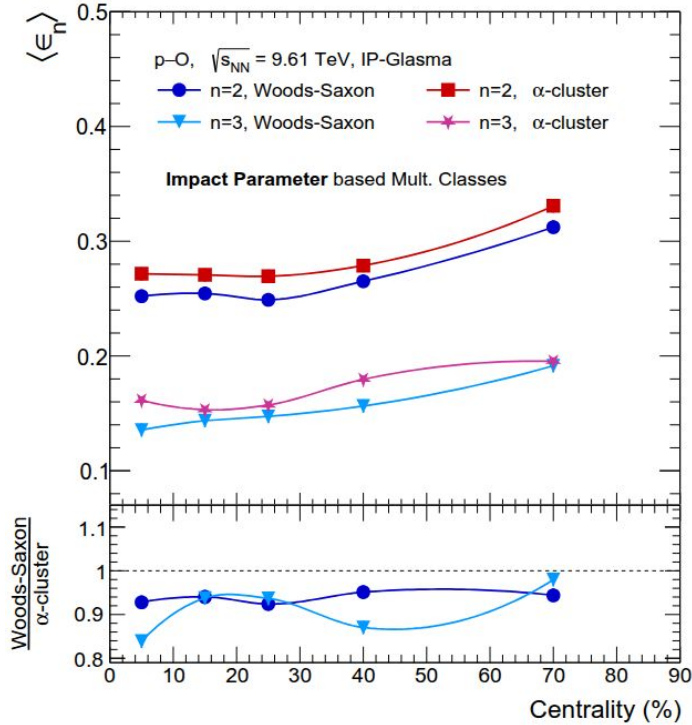 ⟨ϵn⟩
0.5
0.4
0.3
0.2
0.1
p–O, √sNN = 9.61 TeV, IP-Glasma
n=2, Woods-Saxon n=2, α-cluster
n=3, Woods-Saxon n=3, α-cluster
Impact Parameter based Mult. Classes
Woods-Saxon
α-cluster
1.1
1
0.9
0.8
0 10 20 30 40 50 60 70 80 90
Centrality (%)